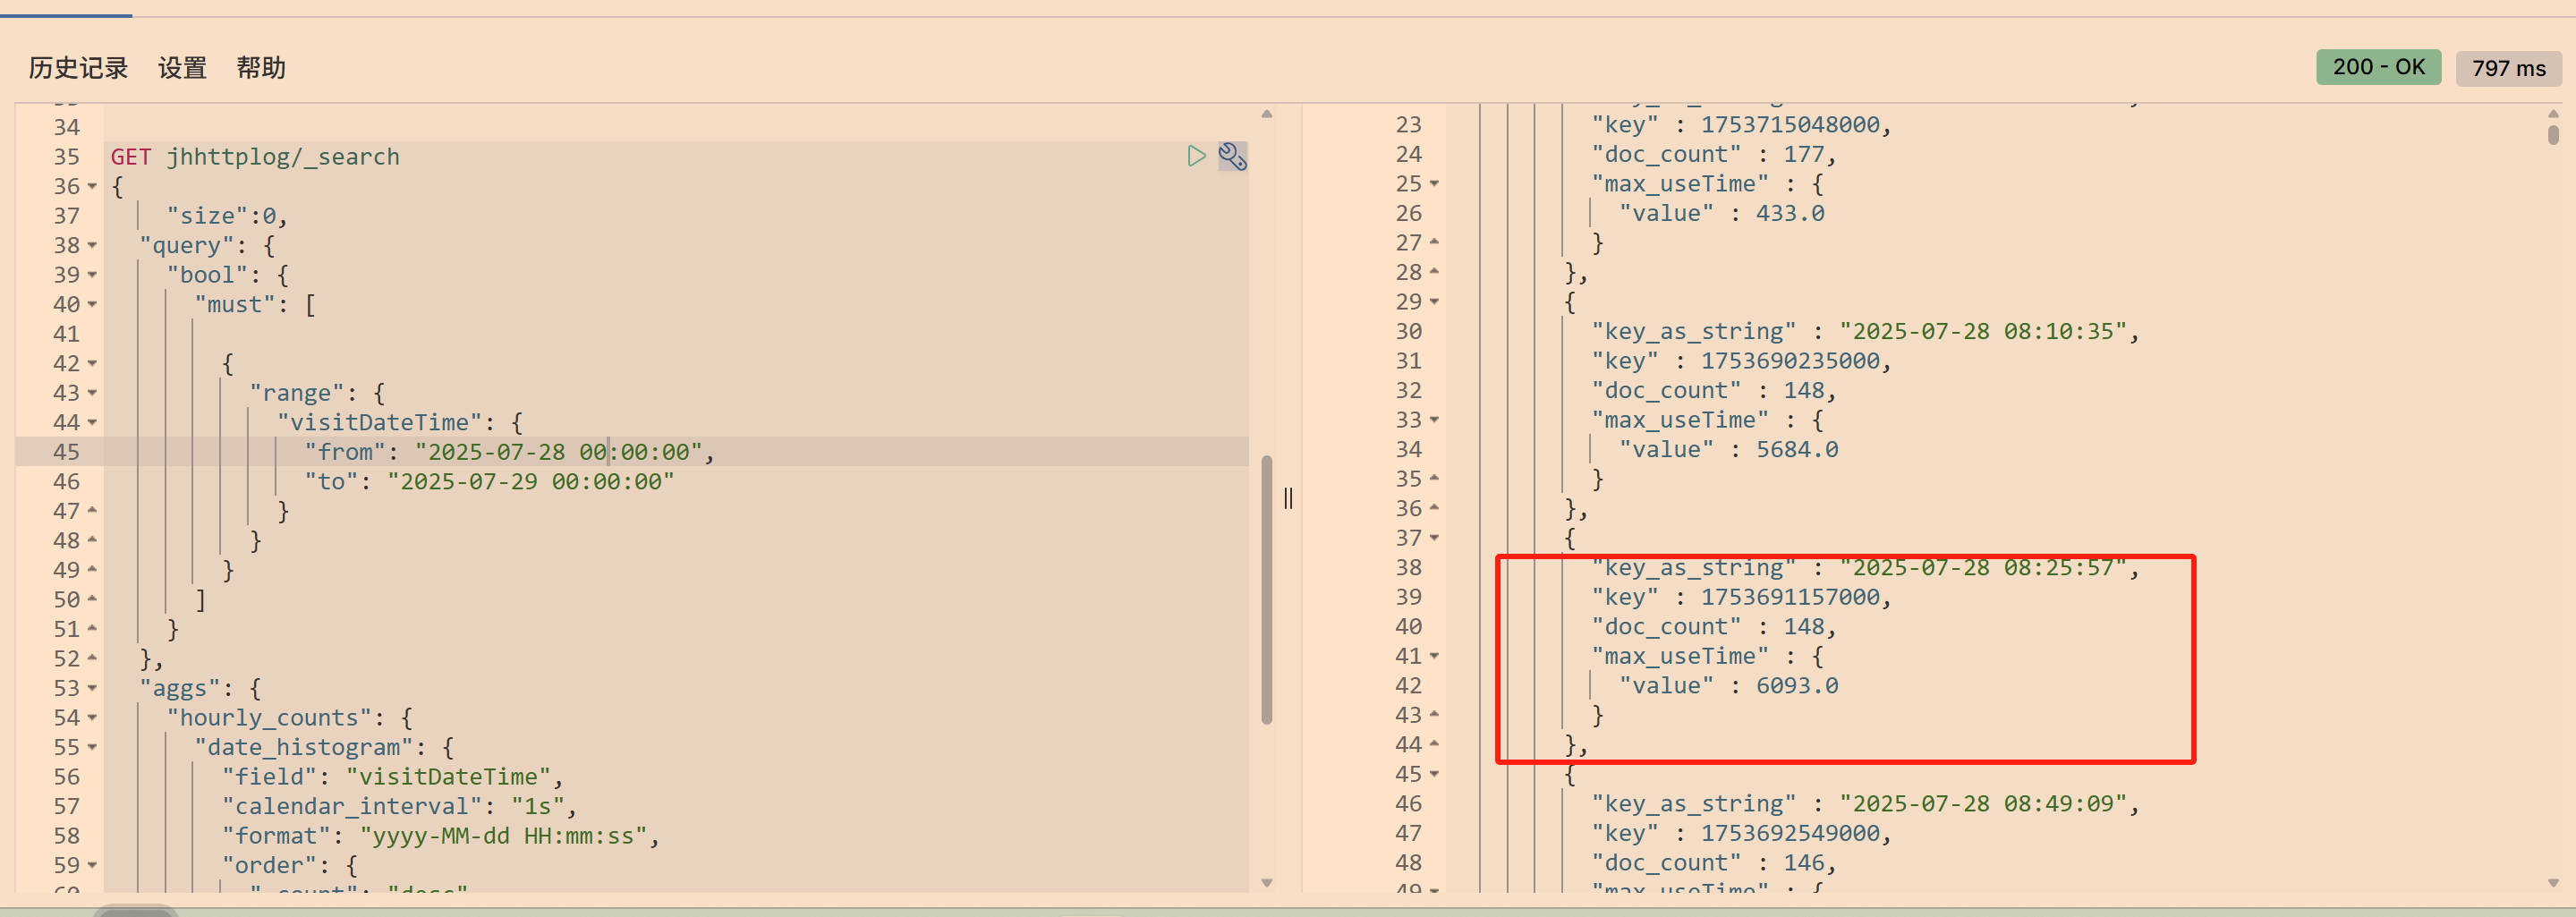 历史记录 设置 帮助
200 - OK 797 ms
34
35 GET jhhttplog/_search
36 {
37 "size":0,
38 "query": {
39 "bool": {
40 "must": [
41
42 {
43 "range": {
44 "visitDateTime": {
45 "from": "2025-07-28 00:00:00",
46 "to": "2025-07-29 00:00:00"
47 }
48 }
49 }
50 ]
51 }
52 },
53 "aggs": {
54 "hourly_counts": {
55 "date_histogram": {
56 "field": "visitDateTime",
57 "calendar_interval": "1s",
58 "format": "yyyy-MM-dd HH:mm:ss",
59 "order": {
60 "_count": "desc"
23 "key" : 1753715048000,
24 "doc_count" : 177,
25 "max_useTime" : {
26 "value" : 433.0
27 }
28 },
29 {
30 "key_as_string" : "2025-07-28 08:10:35",
31 "key" : 1753690235000,
32 "doc_count" : 148,
33 "max_useTime" : {
34 "value" : 5684.0
35 }
36 },
37 {
38 "key_as_string" : "2025-07-28 08:25:57",
39 "key" : 1753691157000,
40 "doc_count" : 148,
41 "max_useTime" : {
42 "value" : 6093.0
43 }
44 },
45 {
46 "key_as_string" : "2025-07-28 08:49:09",
47 "key" : 1753692549000,
48 "doc_count" : 146,
49 "max_useTime" : {